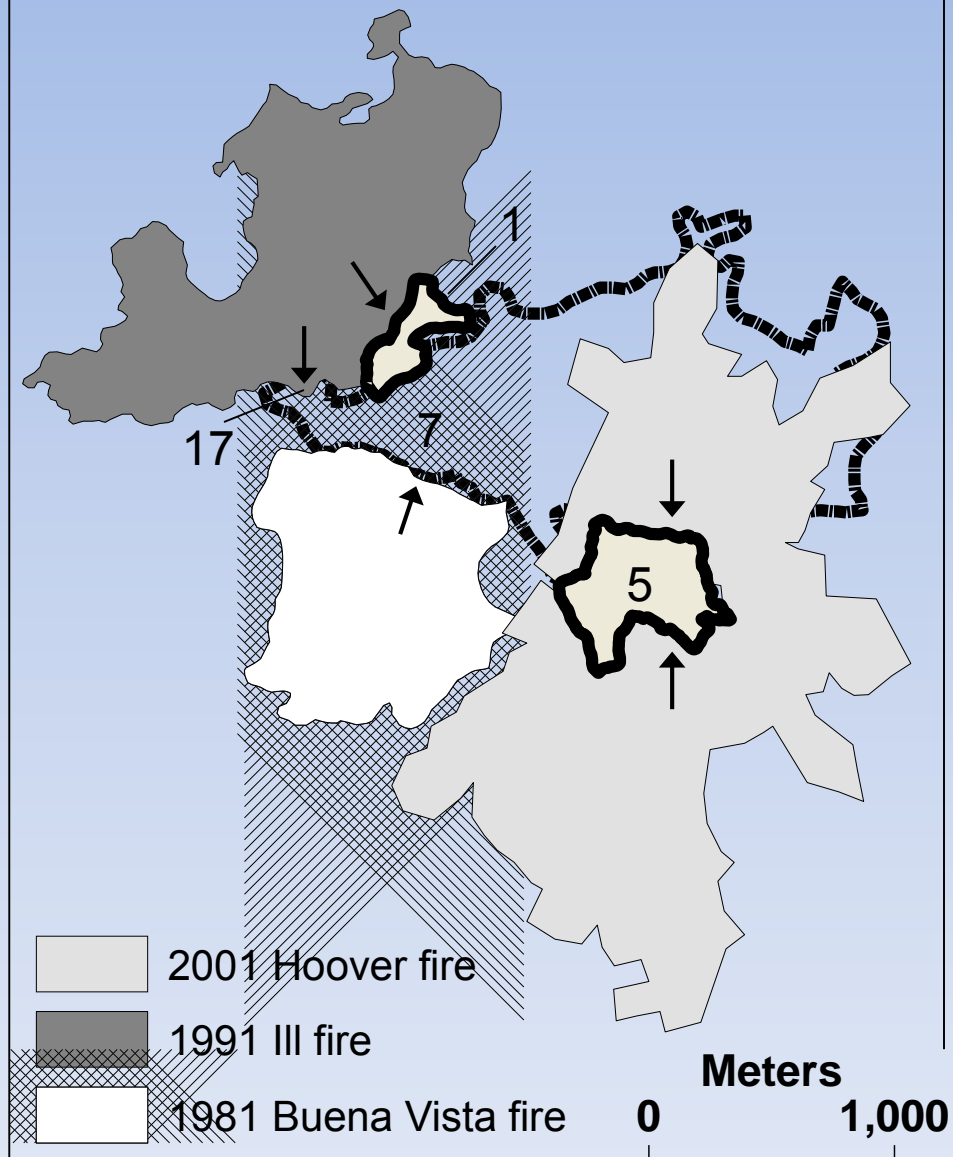 1
17
7
5
2001 Hoover fire
1991 Ill fire
1981 Buena Vista fire
Meters
0 1,000